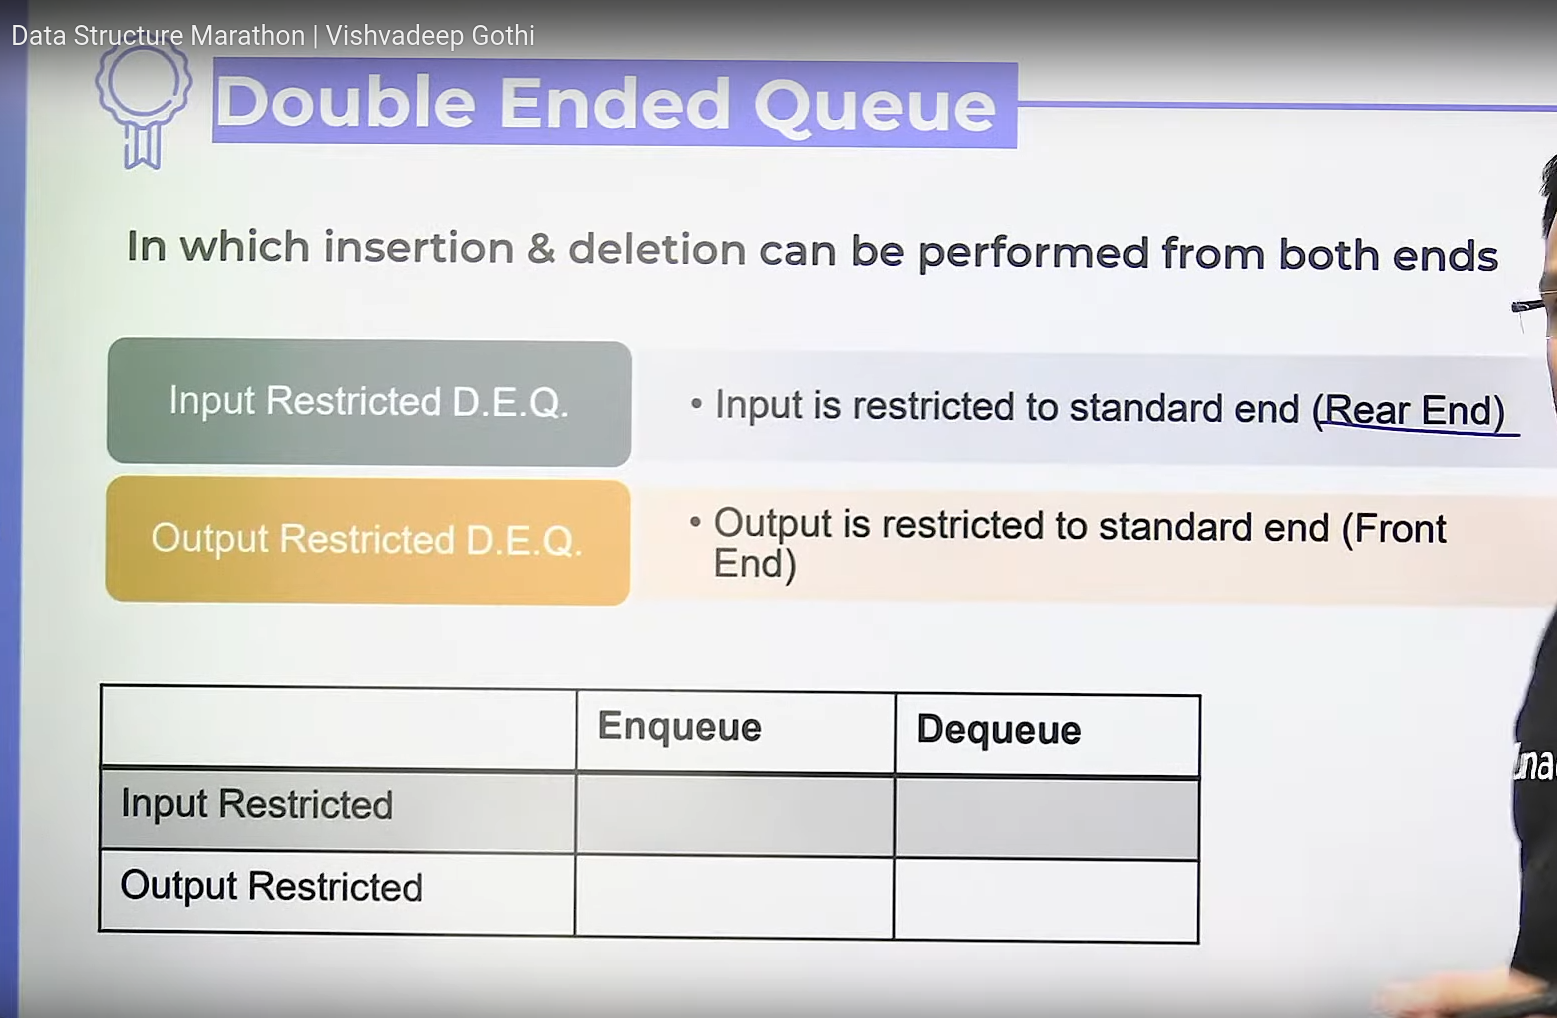 Data Structure Marathon | Vishvadeep Gothi
Double Ended Queue
In which insertion & deletion can be performed from both ends
Input Restricted D.E.Q.
• Input is restricted to standard end (Rear End)
Output Restricted D.E.Q.
• Output is restricted to standard end (Front
End)
Enqueue Dequeue
Input Restricted
Output Restricted